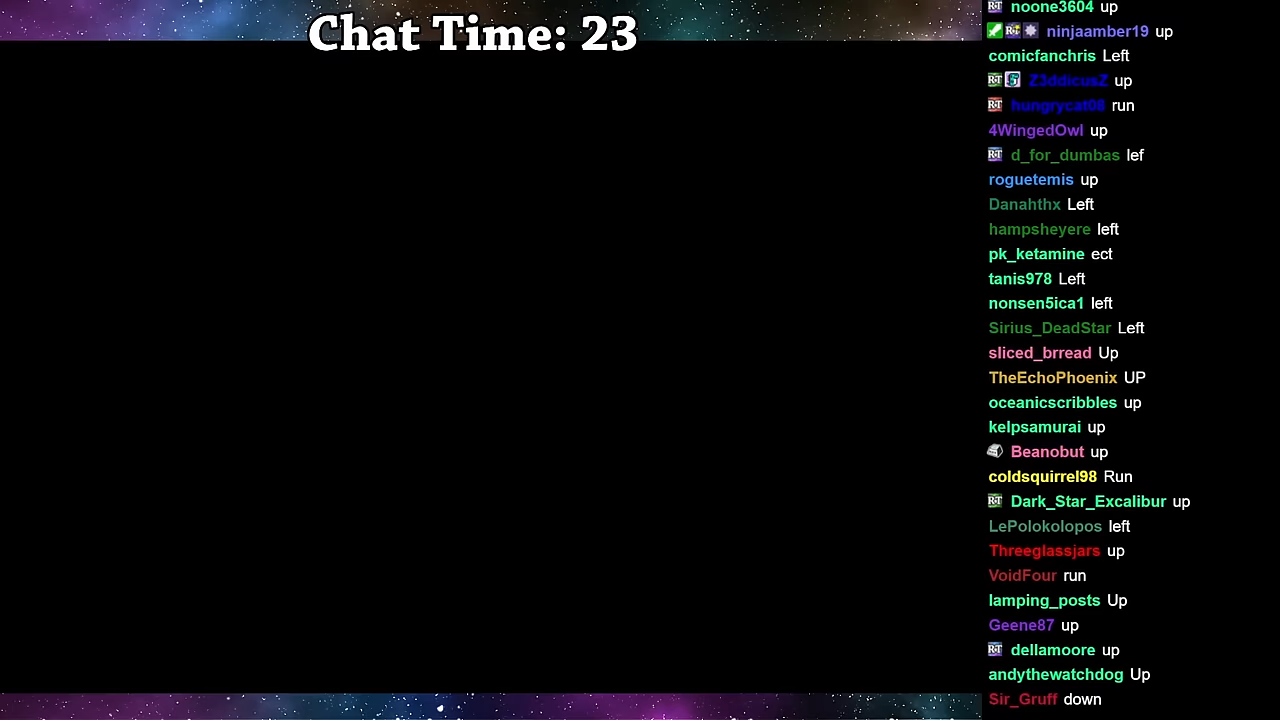 Chat Time: 23
noone3604 up
ninjaamber19 up
comicfanchris Left
Z3ddicusZ up
hungrycat08 run
4WingedOwl up
d_for_dumbas lef
roguetemis up
Danahthx Left
hampsheyere left
pk_ketamine ect
tanis978 Left
nonsen5ica1 left
Sirius_DeadStar Left
sliced_brread Up
TheEchoPhoenix UP
oceanicscribbles up
kelpsamurai up
Beanobut up
coldsquirrel98 Run
Dark_Star_Excalibur up
LePolokolopos left
Threeglassjars up
VoidFour run
lamping_posts Up
Geene87 up
dellamoore up
andythewatchdog Up
Sir_Gruff down